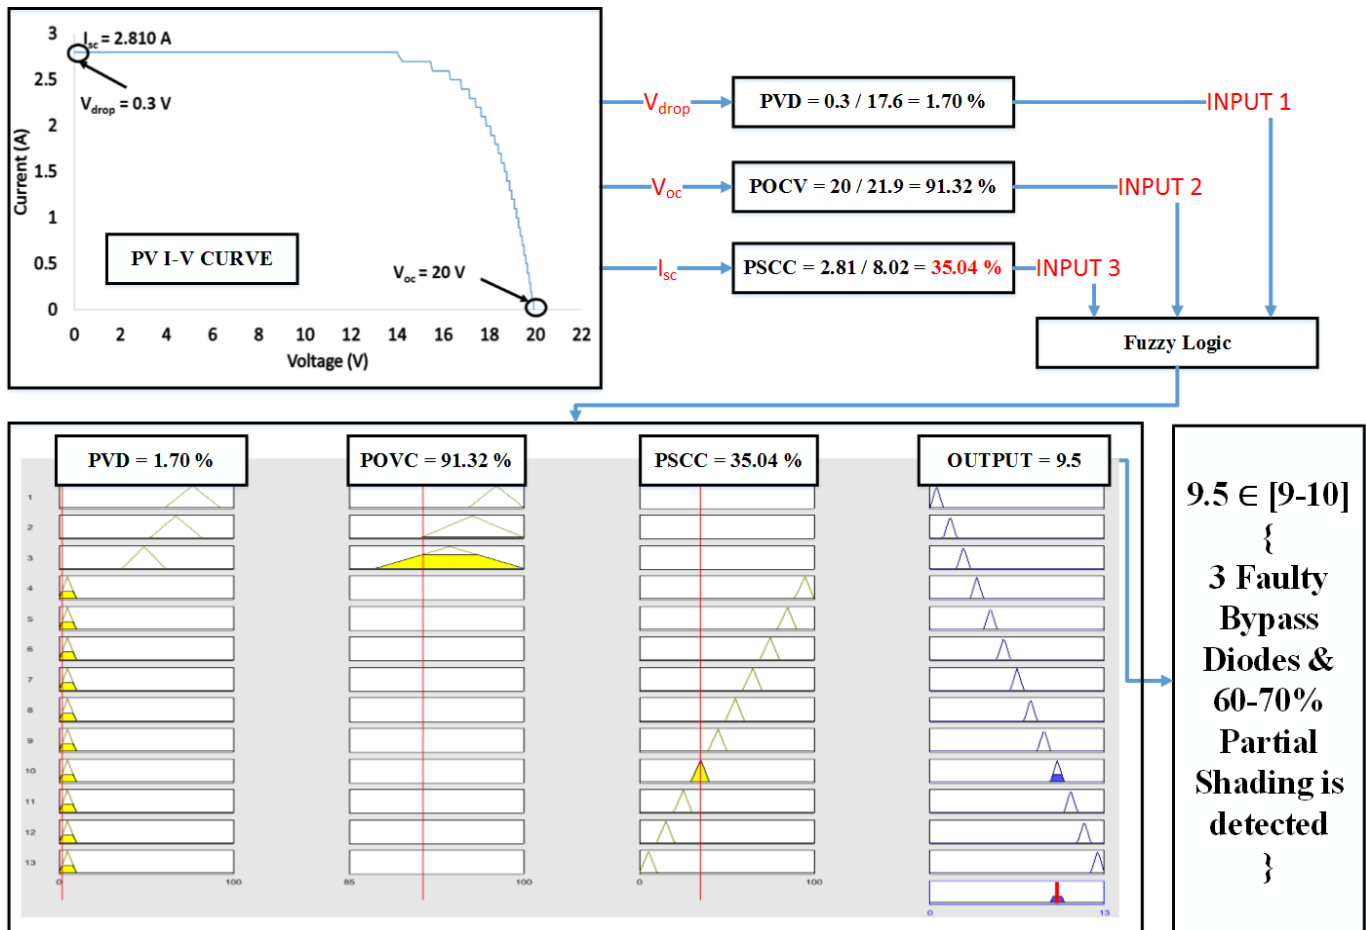 3
2.5
2
1.5
1
0.5
0
Current (A)
Isc = 2.810 A
Vdrop = 0.3 V
PV I-V CURVE
Voc = 20 V
0 2 4 6 8 10 12 14 16 18 20 22
Voltage (V)
Vdrop
PVD = 0.3 / 17.6 = 1.70 %
INPUT 1
Voc
POCV = 20 / 21.9 = 91.32 %
INPUT 2
Isc
PSCC = 2.81 / 8.02 = 35.04 %
INPUT 3
Fuzzy Logic
PVD = 1.70 %
POVC = 91.32 %
PSCC = 35.04 %
OUTPUT = 9.5
1
2
3
4
5
6
7
8
9
10
11
12
13
0 100
85 100
0 100
0 13
9.5 ∈ [9-10]
{
3 Faulty
Bypass
Diodes &
60-70%
Partial
Shading is
detected
}